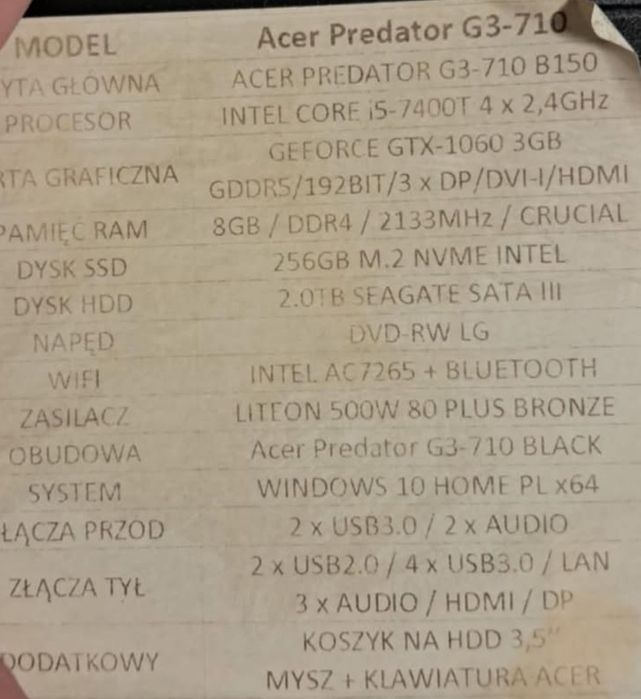 MODEL Acer Predator G3-710
YTA GŁÓWNA ACER PREDATOR G3-710 B150
PROCESOR INTEL CORE i5-7400T 4 x 2,4GHz
RTA GRAFICZNA GEFORCE GTX-1060 3GB
GDDR5/192BIT/3 x DP/DVI-I/HDMI
PAMIĘĆ RAM 8GB / DDR4 / 2133MHz / CRUCIAL
DYSK SSD 256GB M.2 NVME INTEL
DYSK HDD 2.0TB SEAGATE SATA III
NAPĘD DVD-RW LG
WIFI INTEL AC7265 + BLUETOOTH
ZASILACZ LITEON 500W 80 PLUS BRONZE
OBUDOWA Acer Predator G3-710 BLACK
SYSTEM WINDOWS 10 HOME PL x64
ŁĄCZA PRZÓD 2 x USB3.0 / 2 x AUDIO
ZŁĄCZA TYŁ 2 x USB2.0 / 4 x USB3.0 / LAN
3 x AUDIO / HDMI / DP
DODATKOWY KOSZYK NA HDD 3,5"
MYSZ + KLAWIATURA ACER